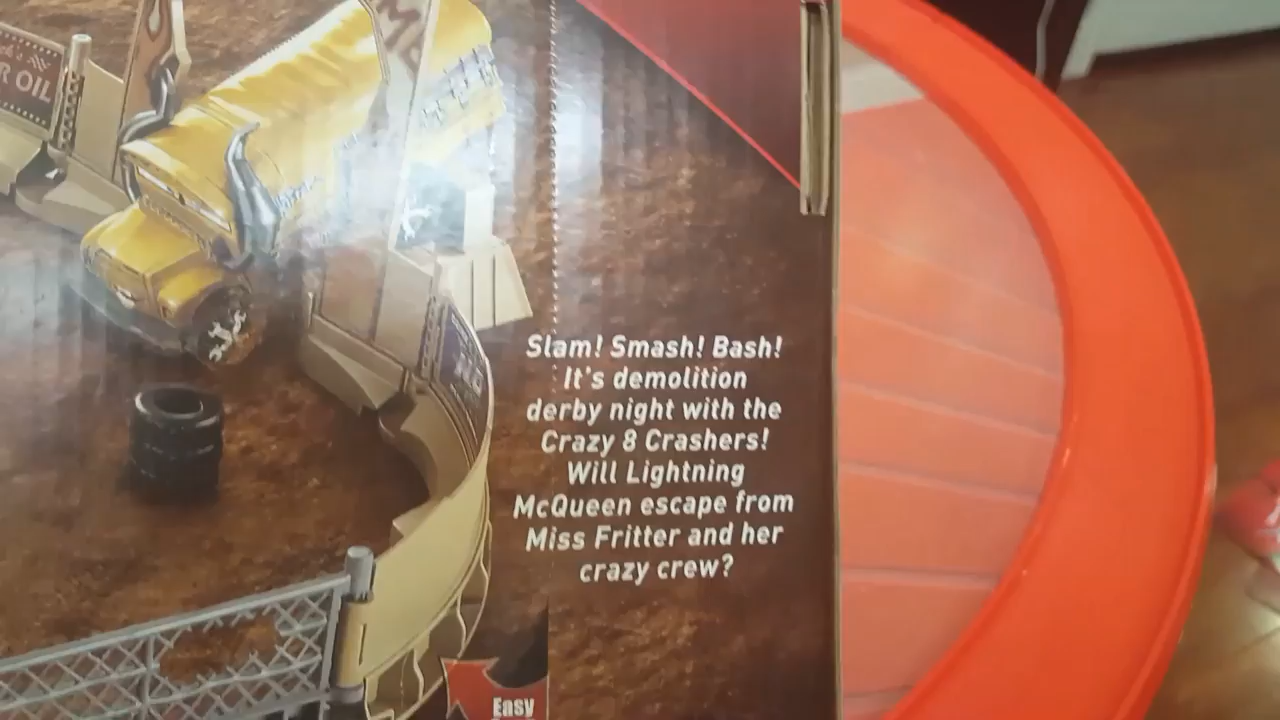 R OIL
Slam! Smash! Bash!
It's demolition
derby night with the
Crazy 8 Crashers!
Will Lightning
McQueen escape from
Miss Fritter and her
crazy crew?
Easy